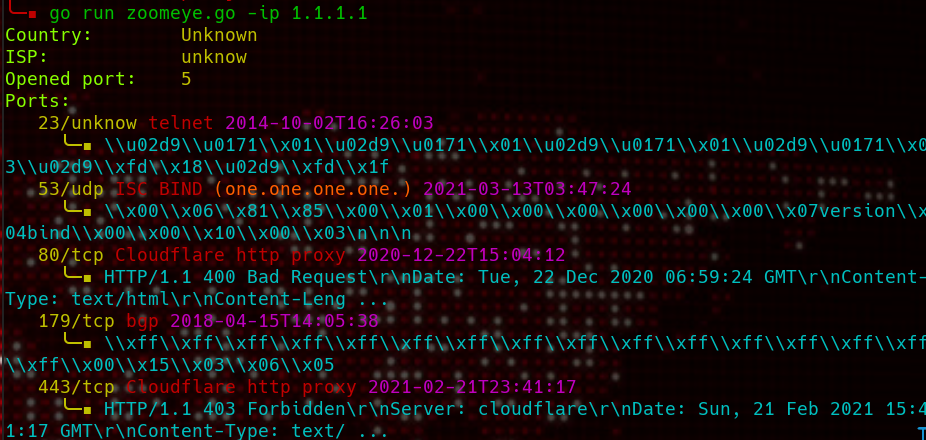 go run zoomeye.go -ip 1.1.1.1
Country: Unknown
ISP: unknow
Opened port: 5
Ports:
23/unknow telnet 2014-10-02T16:26:03
\\u02d9\\u0171\\x01\\u02d9\\u0171\\x01\\u02d9\\u0171\\x01\\u02d9\\u0171\\x0
3\\u02d9\\xfd\\x18\\u02d9\\xfd\\x1f
53/udp ISC BIND (one.one.one.one.) 2021-03-13T03:47:24
\\x00\\x06\\x81\\x85\\x00\\x01\\x00\\x00\\x00\\x00\\x00\\x00\\x07version\\x
04bind\\x00\\x00\\x10\\x00\\x03\n\n\n
80/tcp Cloudflare http proxy 2020-12-22T15:04:12
HTTP/1.1 400 Bad Request\r\nDate: Tue, 22 Dec 2020 06:59:24 GMT\r\nContent-
Type: text/html\r\nContent-Leng ...
179/tcp bgp 2018-04-15T14:05:38
\\xff\\xff\\xff\\xff\\xff\\xff\\xff\\xff\\xff\\xff\\xff\\xff\\xff\\xff\\xff
\\xff\\x00\\x15\\x03\\x06\\x05
443/tcp Cloudflare http proxy 2021-02-21T23:41:17
HTTP/1.1 403 Forbidden\r\nServer: cloudflare\r\nDate: Sun, 21 Feb 2021 15:4
1:17 GMT\r\nContent-Type: text/ ...